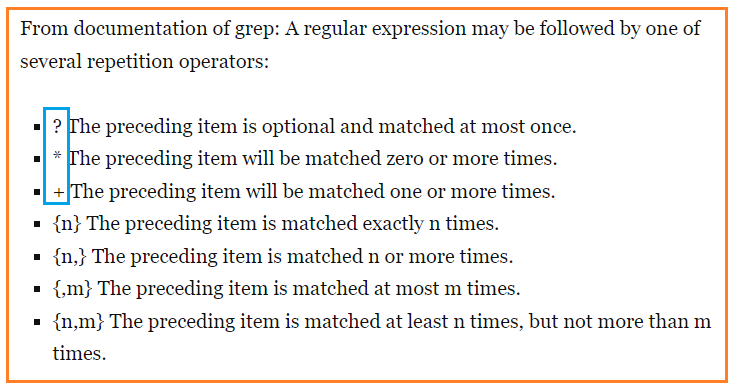 From documentation of grep: A regular expression may be followed by one of
several repetition operators:
▪ ? The preceding item is optional and matched at most once.
▪ * The preceding item will be matched zero or more times.
▪ + The preceding item will be matched one or more times.
▪ {n} The preceding item is matched exactly n times.
▪ {n,} The preceding item is matched n or more times.
▪ {,m} The preceding item is matched at most m times.
▪ {n,m} The preceding item is matched at least n times, but not more than m
times.